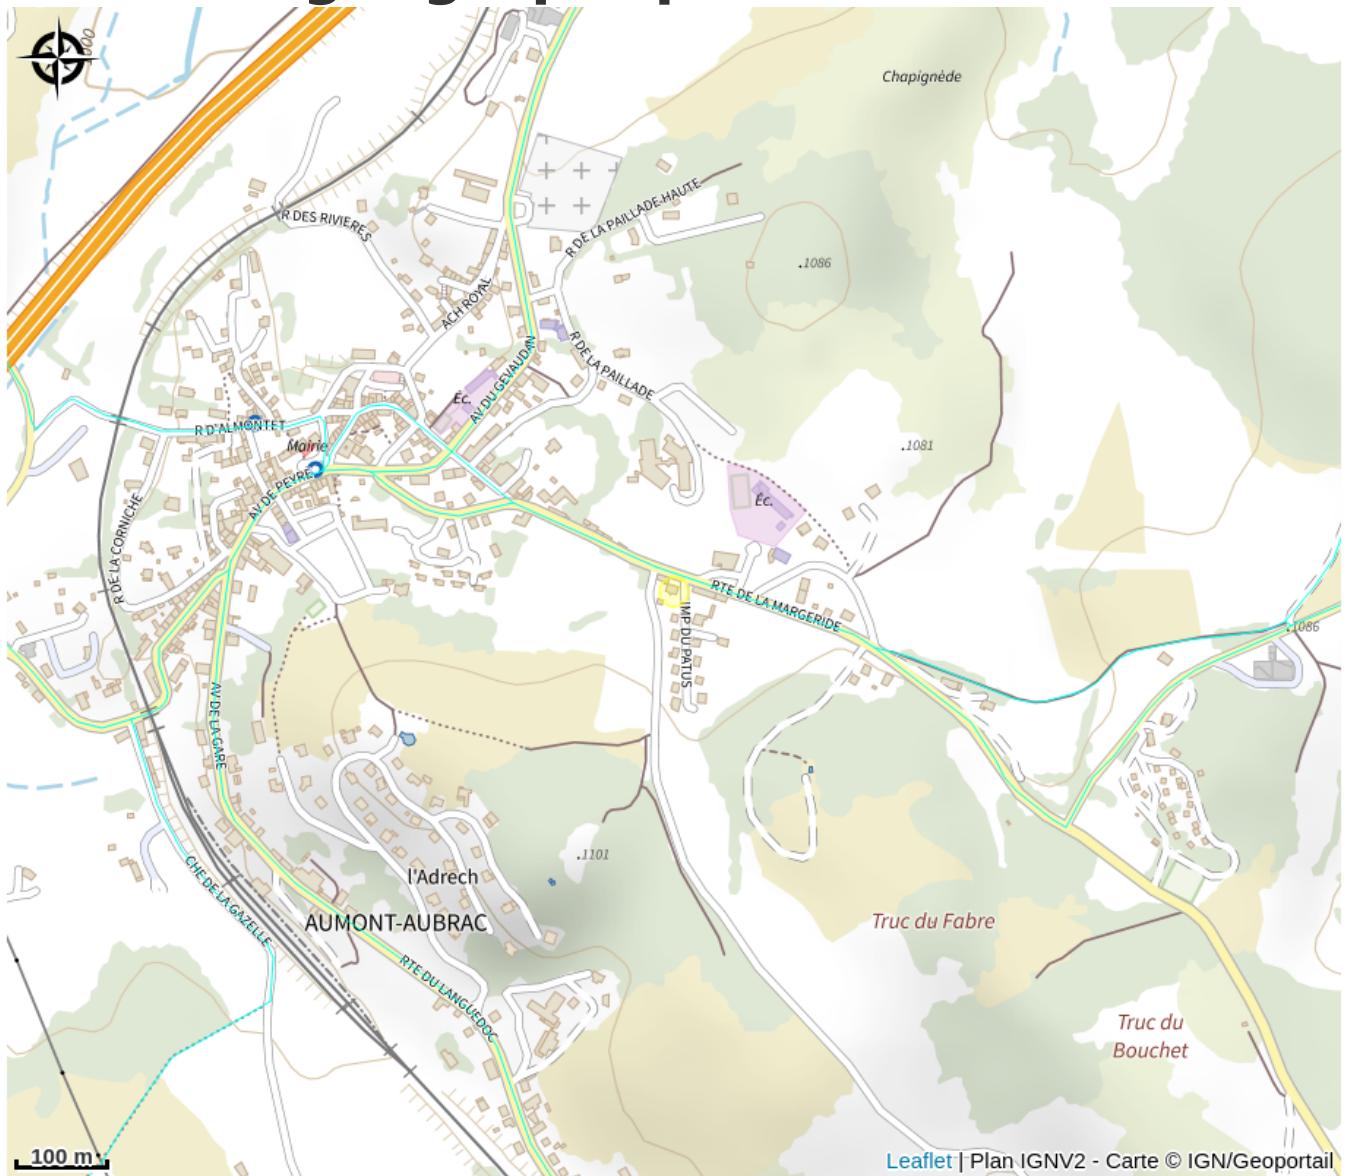 000
Chapignède
R DE LA PAILLADE-HAUTE
R DES RIVIERES
.1086
ACH ROYAL
R DE LA PAILLADE
AV DU GEVAUDAN
Éc.
R D'ALMONTET
Mairie
.1081
AV DE PEYRE
Éc.
R DE LA CORNICHE
RTE DE LA MARGERIDE
IMP DU PATUS
.1086
AV DE LA GARE
.1101
l'Adrech
CHE DE LA GAZELLE
AUMONT-AUBRAC
Truc du Fabre
RTE DU LANGUEDOC
Truc du
Bouchet
100 m
Leaflet | Plan IGNV2 - Carte © IGN/Geoportail